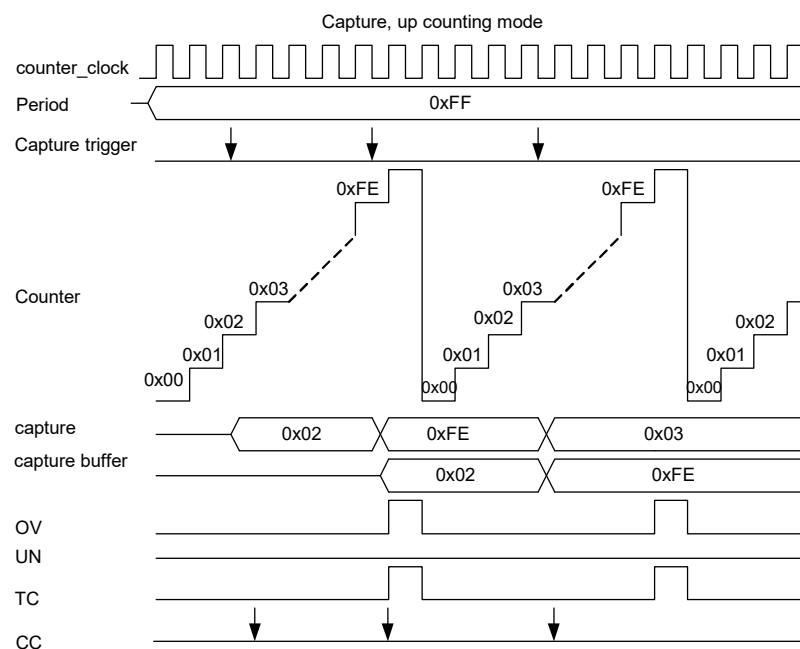 Capture, up counting mode
counter_clock
Period
0xFF
Capture trigger
0xFE
0xFE
Counter
0x03
0x03
0x02
0x02
0x02
0x01
0x01
0x01
0x00
0x00
0x00
capture
0x02
0xFE
0x03
capture buffer
0x02
0xFE
OV
UN
TC
CC